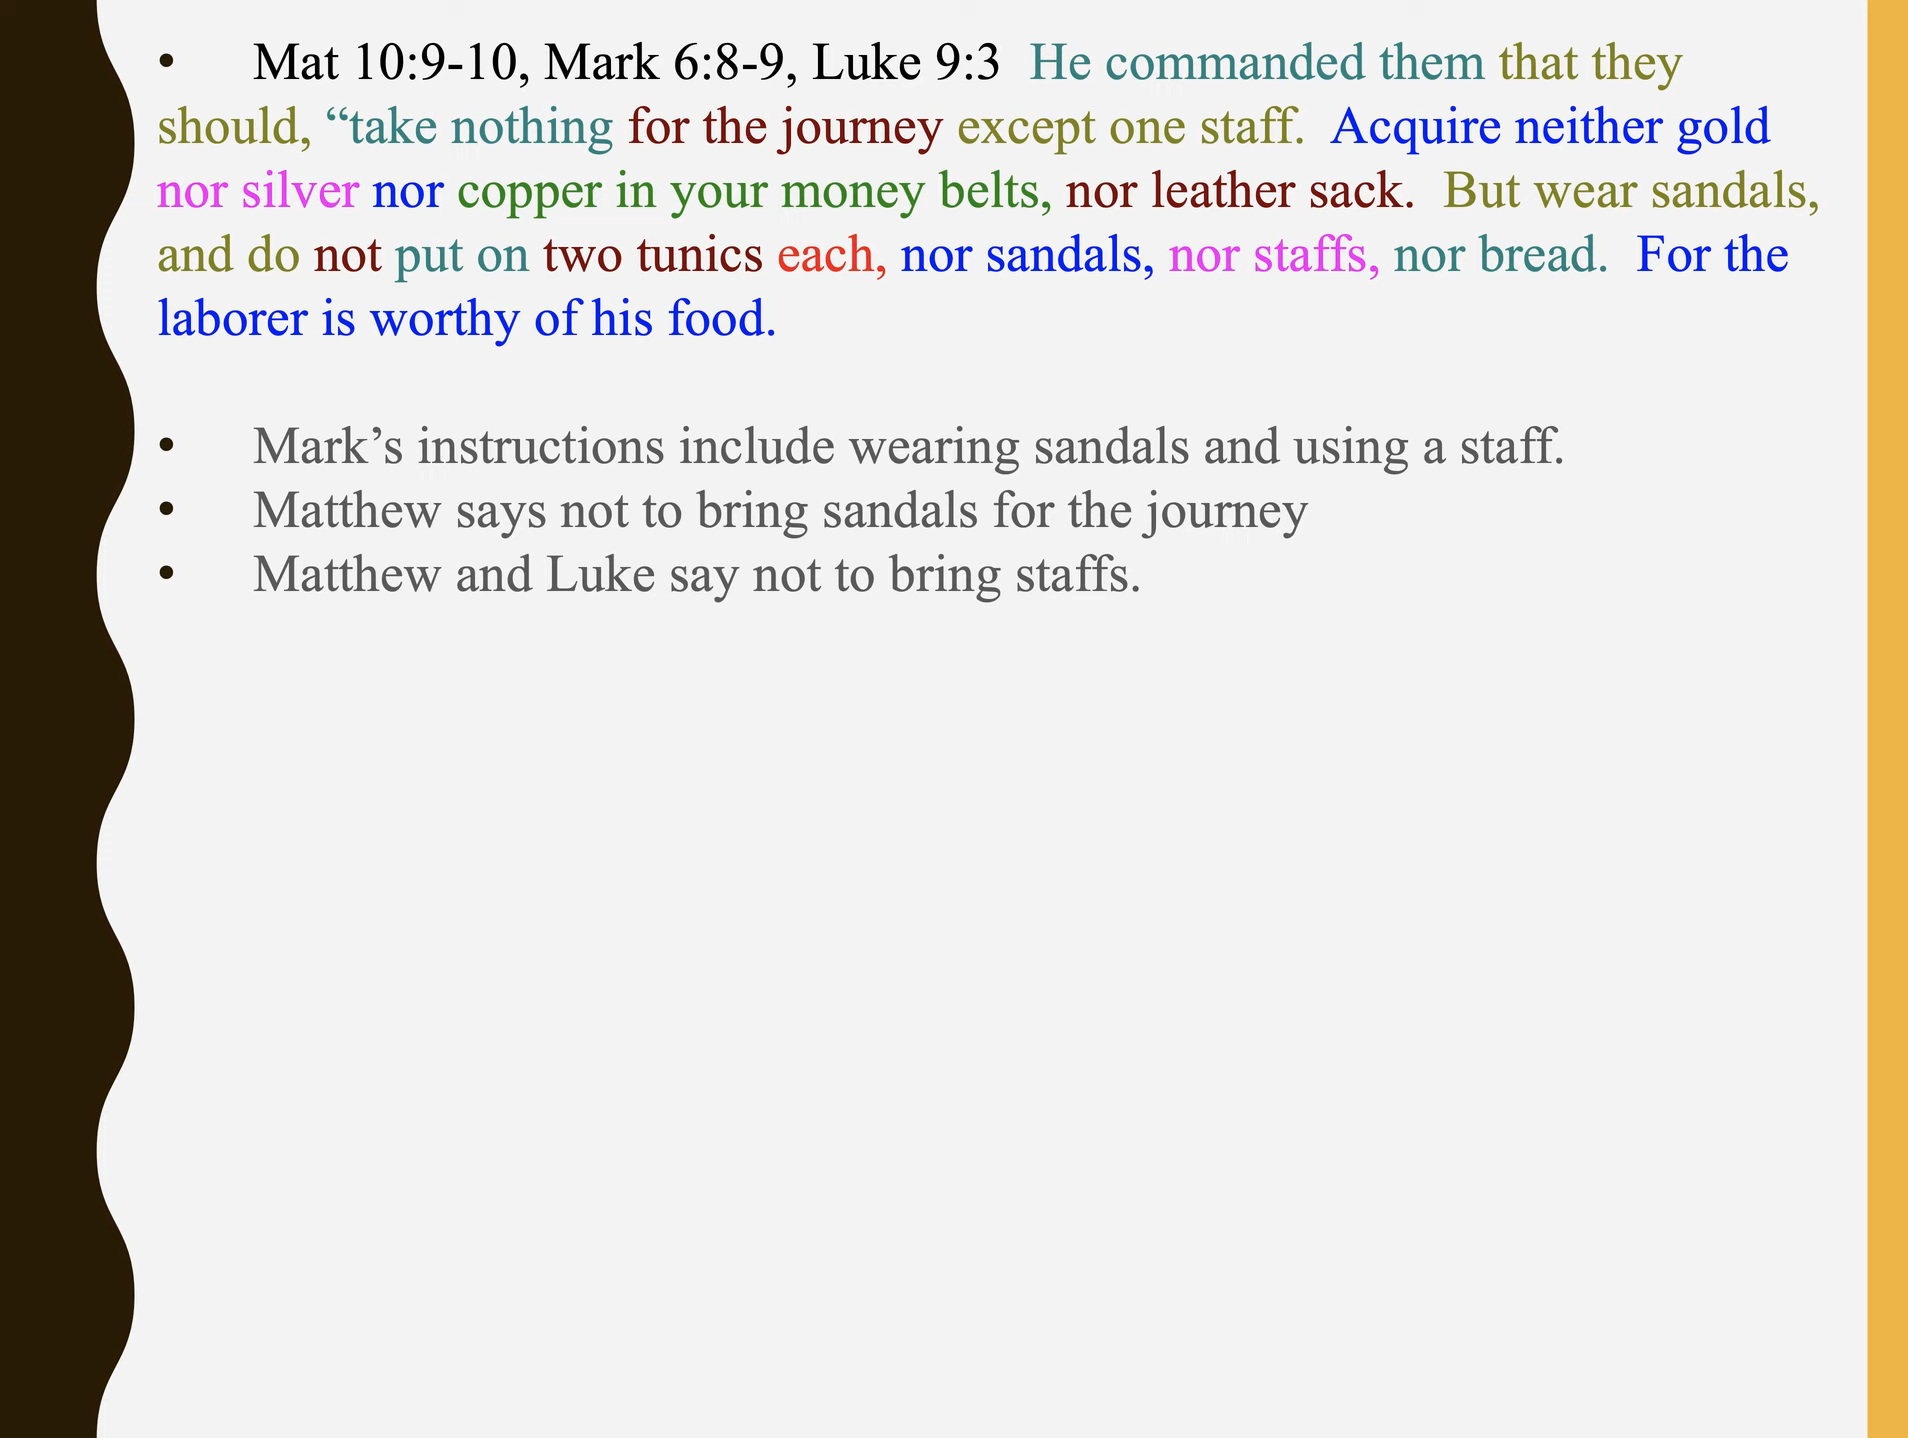 • Mat 10:9-10, Mark 6:8-9, Luke 9:3  He commanded them that they
should, “take nothing for the journey except one staff.  Acquire neither gold
nor silver nor copper in your money belts, nor leather sack.  But wear sandals,
and do not put on two tunics each, nor sandals, nor staffs, nor bread.  For the
laborer is worthy of his food.
• Mark’s instructions include wearing sandals and using a staff.
• Matthew says not to bring sandals for the journey
• Matthew and Luke say not to bring staffs.